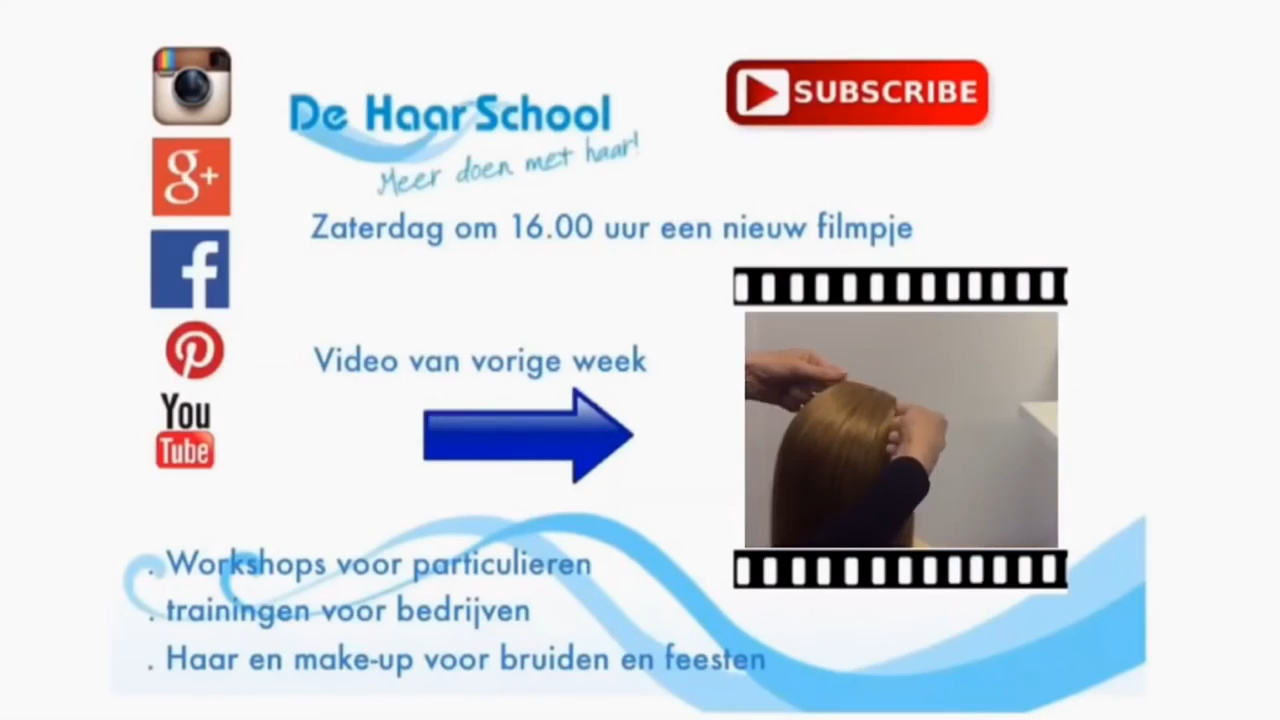 De Haar School
Meer doen met haar!
SUBSCRIBE
g+
f
Zaterdag om 16.00 uur een nieuw filmpje
Video van vorige week
You
Tube
. Workshops voor particulieren
. trainingen voor bedrijven
. Haar en make-up voor bruiden en feesten